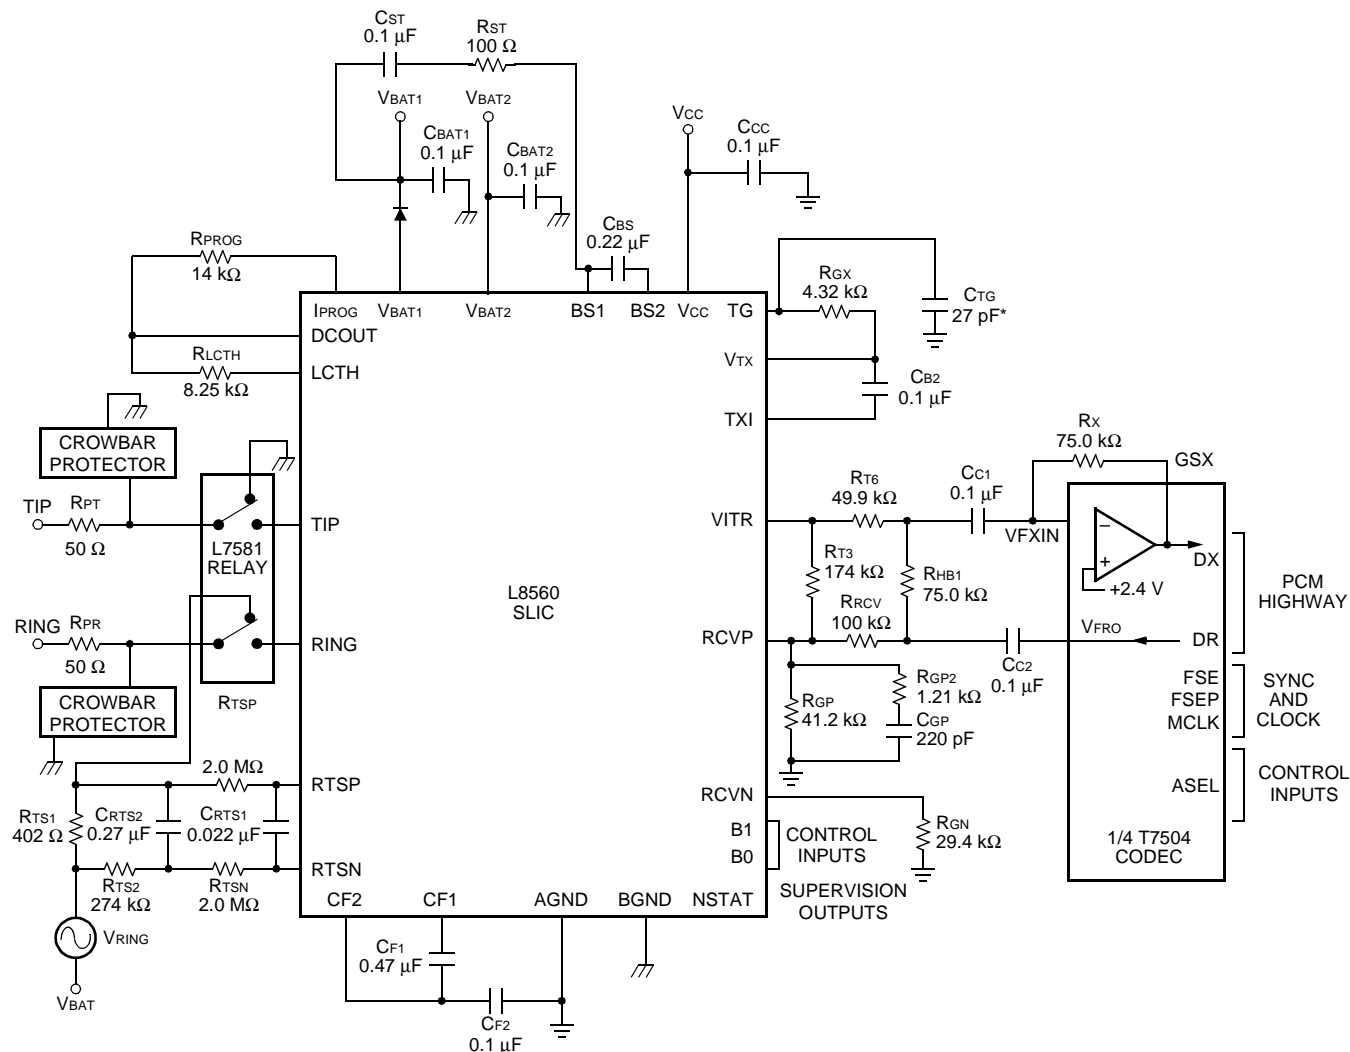 CST
0.1 µF
RST
100 Ω
VBAT1
VBAT2
VCC
CBAT1
0.1 µF
CBAT2
0.1 µF
CCC
0.1 µF
CBS
0.22 µF
RPROG
14 kΩ
RGX
4.32 kΩ
CTG
27 pF*
IPROG
VBAT1
VBAT2
BS1
BS2
VCC
TG
DCOUT
RLCTH
8.25 kΩ
LCTH
VTX
CB2
0.1 µF
TXI
CROWBAR
PROTECTOR
RX
75.0 kΩ
GSX
TIP
RPT
50 Ω
L7581
RELAY
TIP
VITR
RT6
49.9 kΩ
CC1
0.1 µF
VFXIN
–
+
+2.4 V
DX
RT3
174 kΩ
RHB1
75.0 kΩ
PCM
HIGHWAY
L8560
SLIC
RING
RPR
50 Ω
RING
RCVP
RRCV
100 kΩ
CC2
0.1 µF
VFRO
DR
CROWBAR
PROTECTOR
RTSP
RGP
41.2 kΩ
RGP2
1.21 kΩ
CGP
220 pF
FSE
FSEP
MCLK
SYNC
AND
CLOCK
2.0 MΩ
RTSP
RTS1
402 Ω
CRTS2
0.27 µF
CRTS1
0.022 µF
RCVN
RGN
29.4 kΩ
ASEL
CONTROL
INPUTS
B1
B0
CONTROL
INPUTS
1/4 T7504
CODEC
RTSN
RTS2
274 kΩ
RTSN
2.0 MΩ
CF2
CF1
AGND
BGND
NSTAT
SUPERVISION
OUTPUTS
VRING
VBAT
CF1
0.47 µF
CF2
0.1 µF